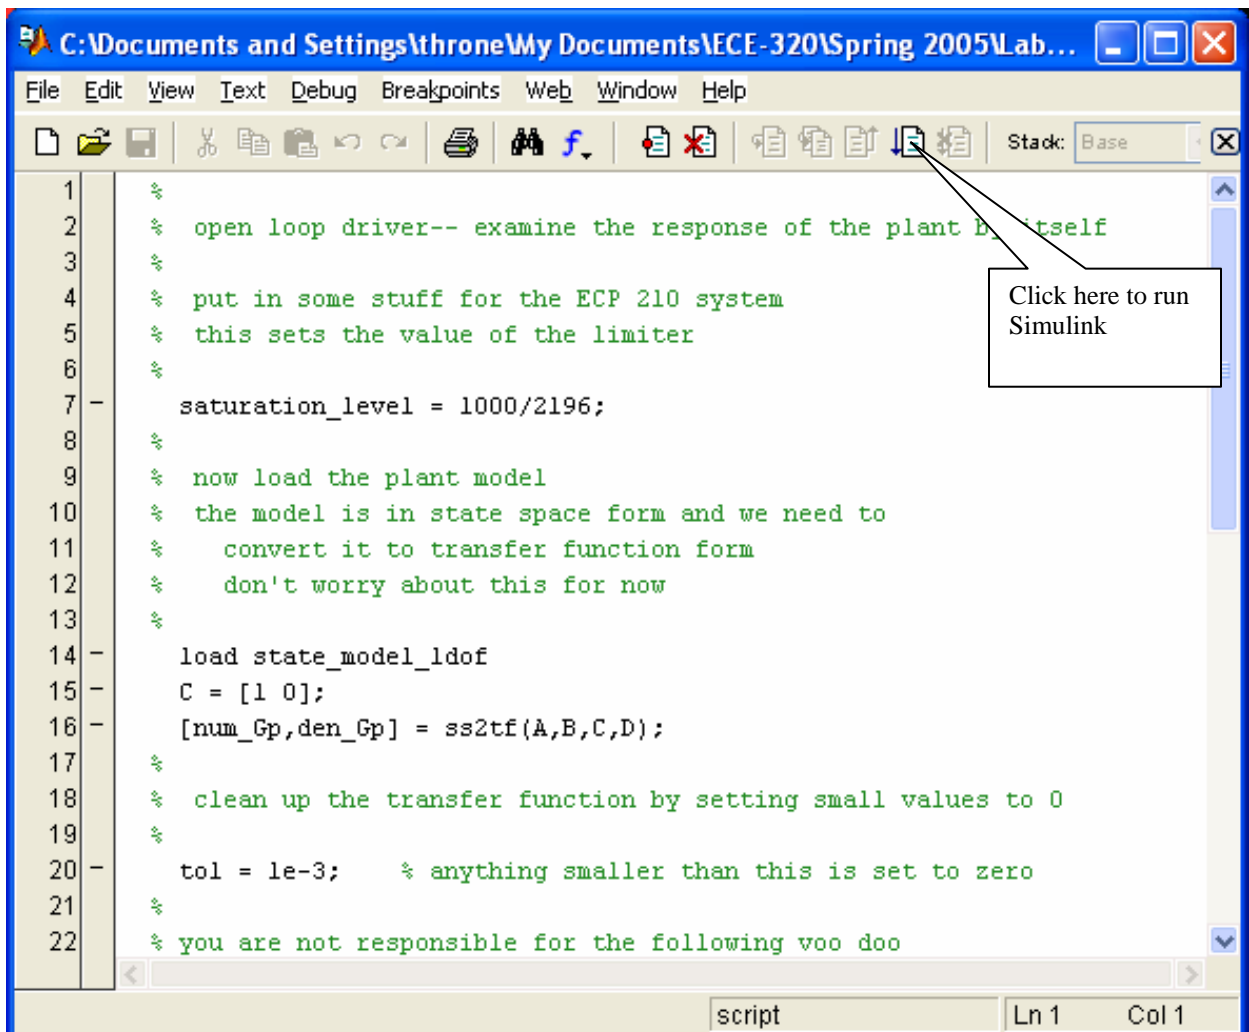 C:\Documents and Settings\throne\My Documents\ECE-320\Spring 2005\Lab...
File Edit View Text Debug Breakpoints Web Window Help
Stack: Base
1 %
2 % open loop driver-- examine the response of the plant by itself
3 %
4 % put in some stuff for the ECP 210 system
5 % this sets the value of the limiter
6 %
7 - saturation_level = 1000/2196;
8 %
9 % now load the plant model
10 % the model is in state space form and we need to
11 % convert it to transfer function form
12 % don't worry about this for now
13 %
14 - load state_model_1dof
15 - C = [1 0];
16 - [num_Gp,den_Gp] = ss2tf(A,B,C,D);
17 %
18 % clean up the transfer function by setting small values to 0
19 %
20 - tol = 1e-3; % anything smaller than this is set to zero
21 %
22 % you are not responsible for the following voo doo
Click here to run
Simulink
script Ln 1 Col 1